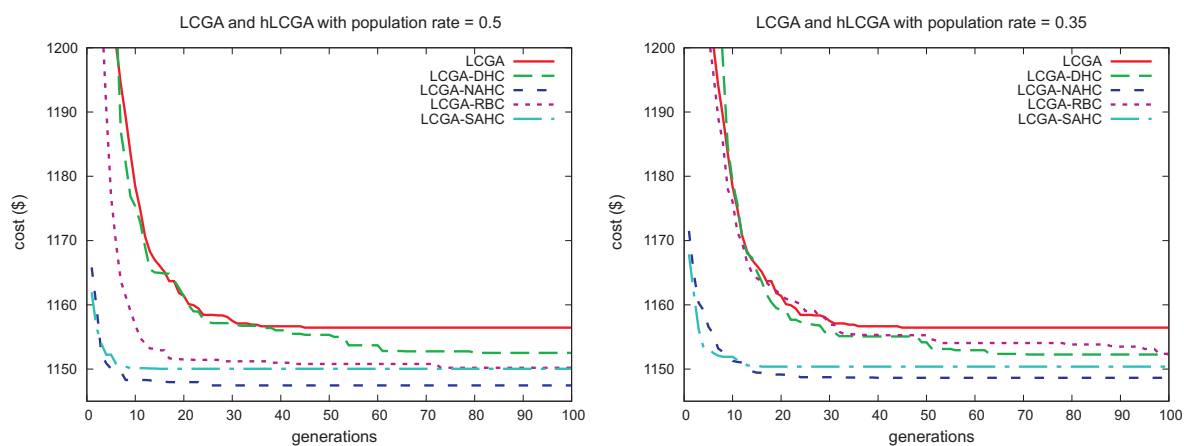 LCGA and hLCGA with population rate = 0.5
1200
1190
1180
1170
1160
1150
cost ($)
LCGA
LCGA-DHC
LCGA-NAHC
LCGA-RBC
LCGA-SAHC
0 10 20 30 40 50 60 70 80 90 100
generations
LCGA and hLCGA with population rate = 0.35
1200
1190
1180
1170
1160
1150
cost ($)
LCGA
LCGA-DHC
LCGA-NAHC
LCGA-RBC
LCGA-SAHC
0 10 20 30 40 50 60 70 80 90 100
generations